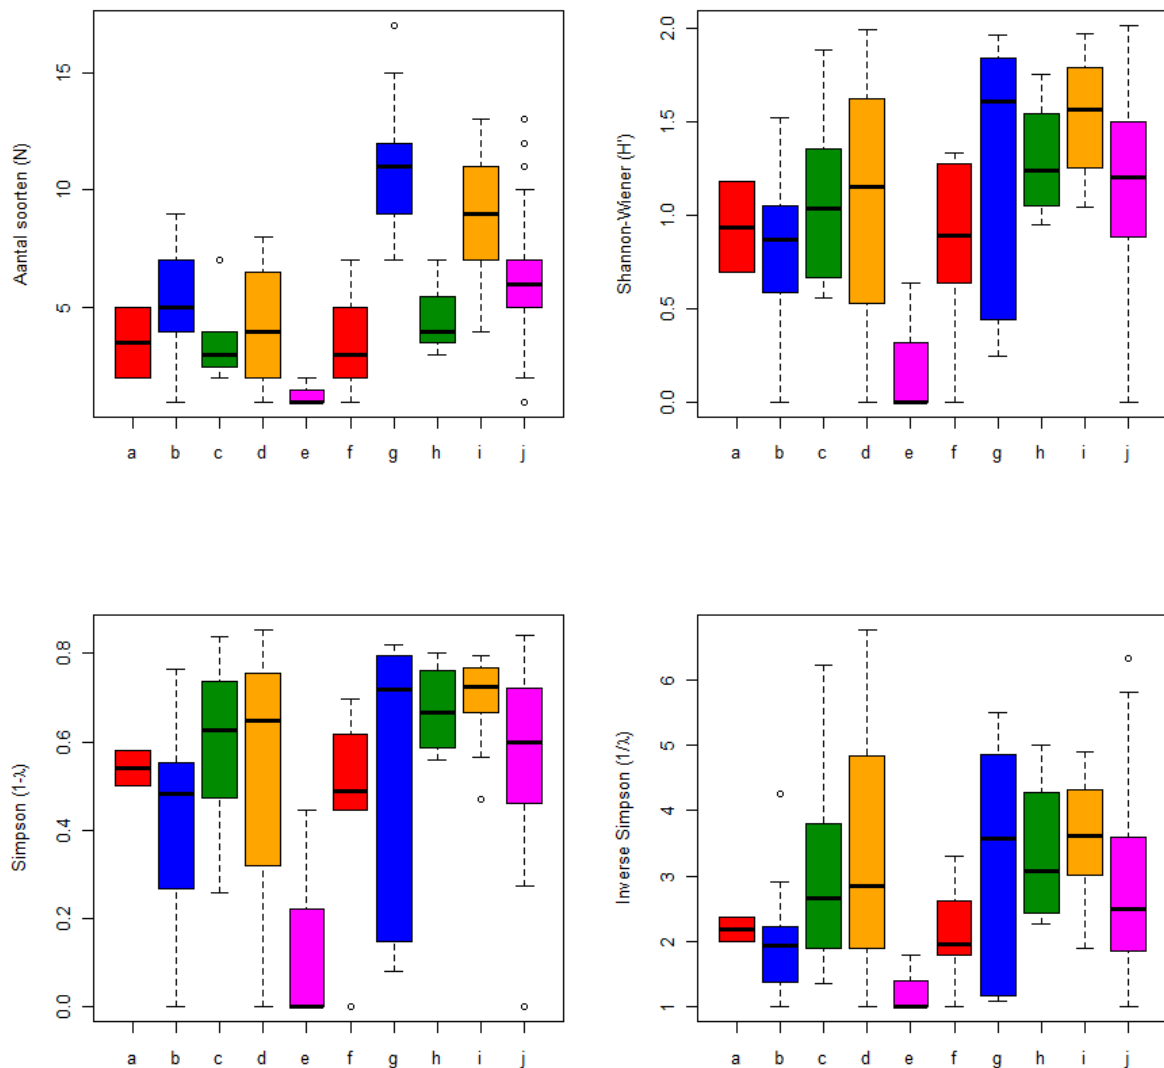 Aantal soorten (N)
15
10
5
a b c d e f g h i j
Shannon-Wiener (H')
2.0
1.5
1.0
0.5
0.0
a b c d e f g h i j
Simpson (1-λ)
0.8
0.6
0.4
0.2
0.0
a b c d e f g h i j
Inverse Simpson (1/λ)
6
5
4
3
2
1
a b c d e f g h i j